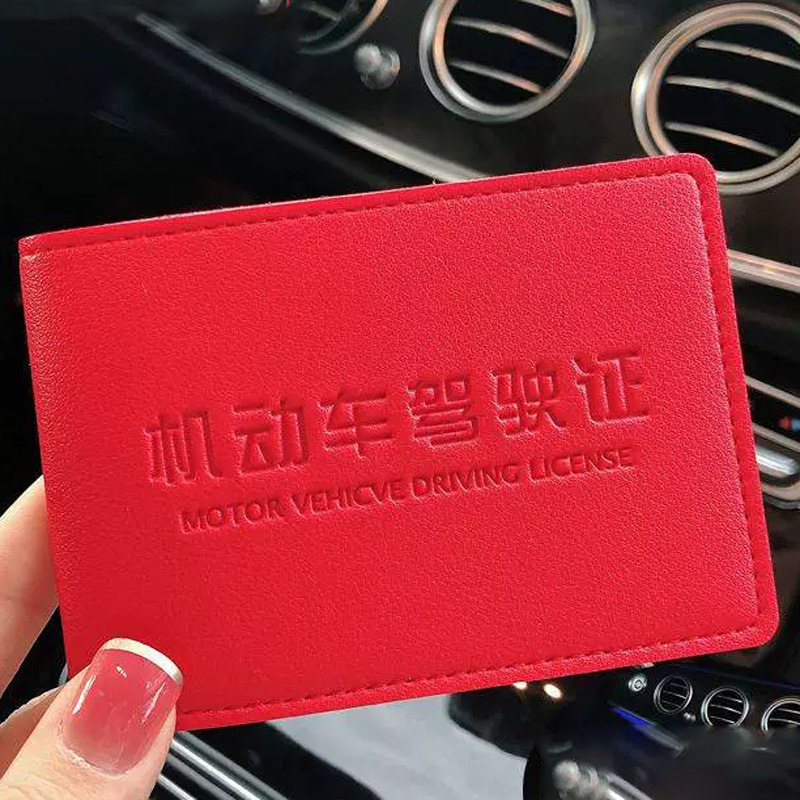 机动车驾驶证
MOTOR VEHICVE DRIVING LICENSE